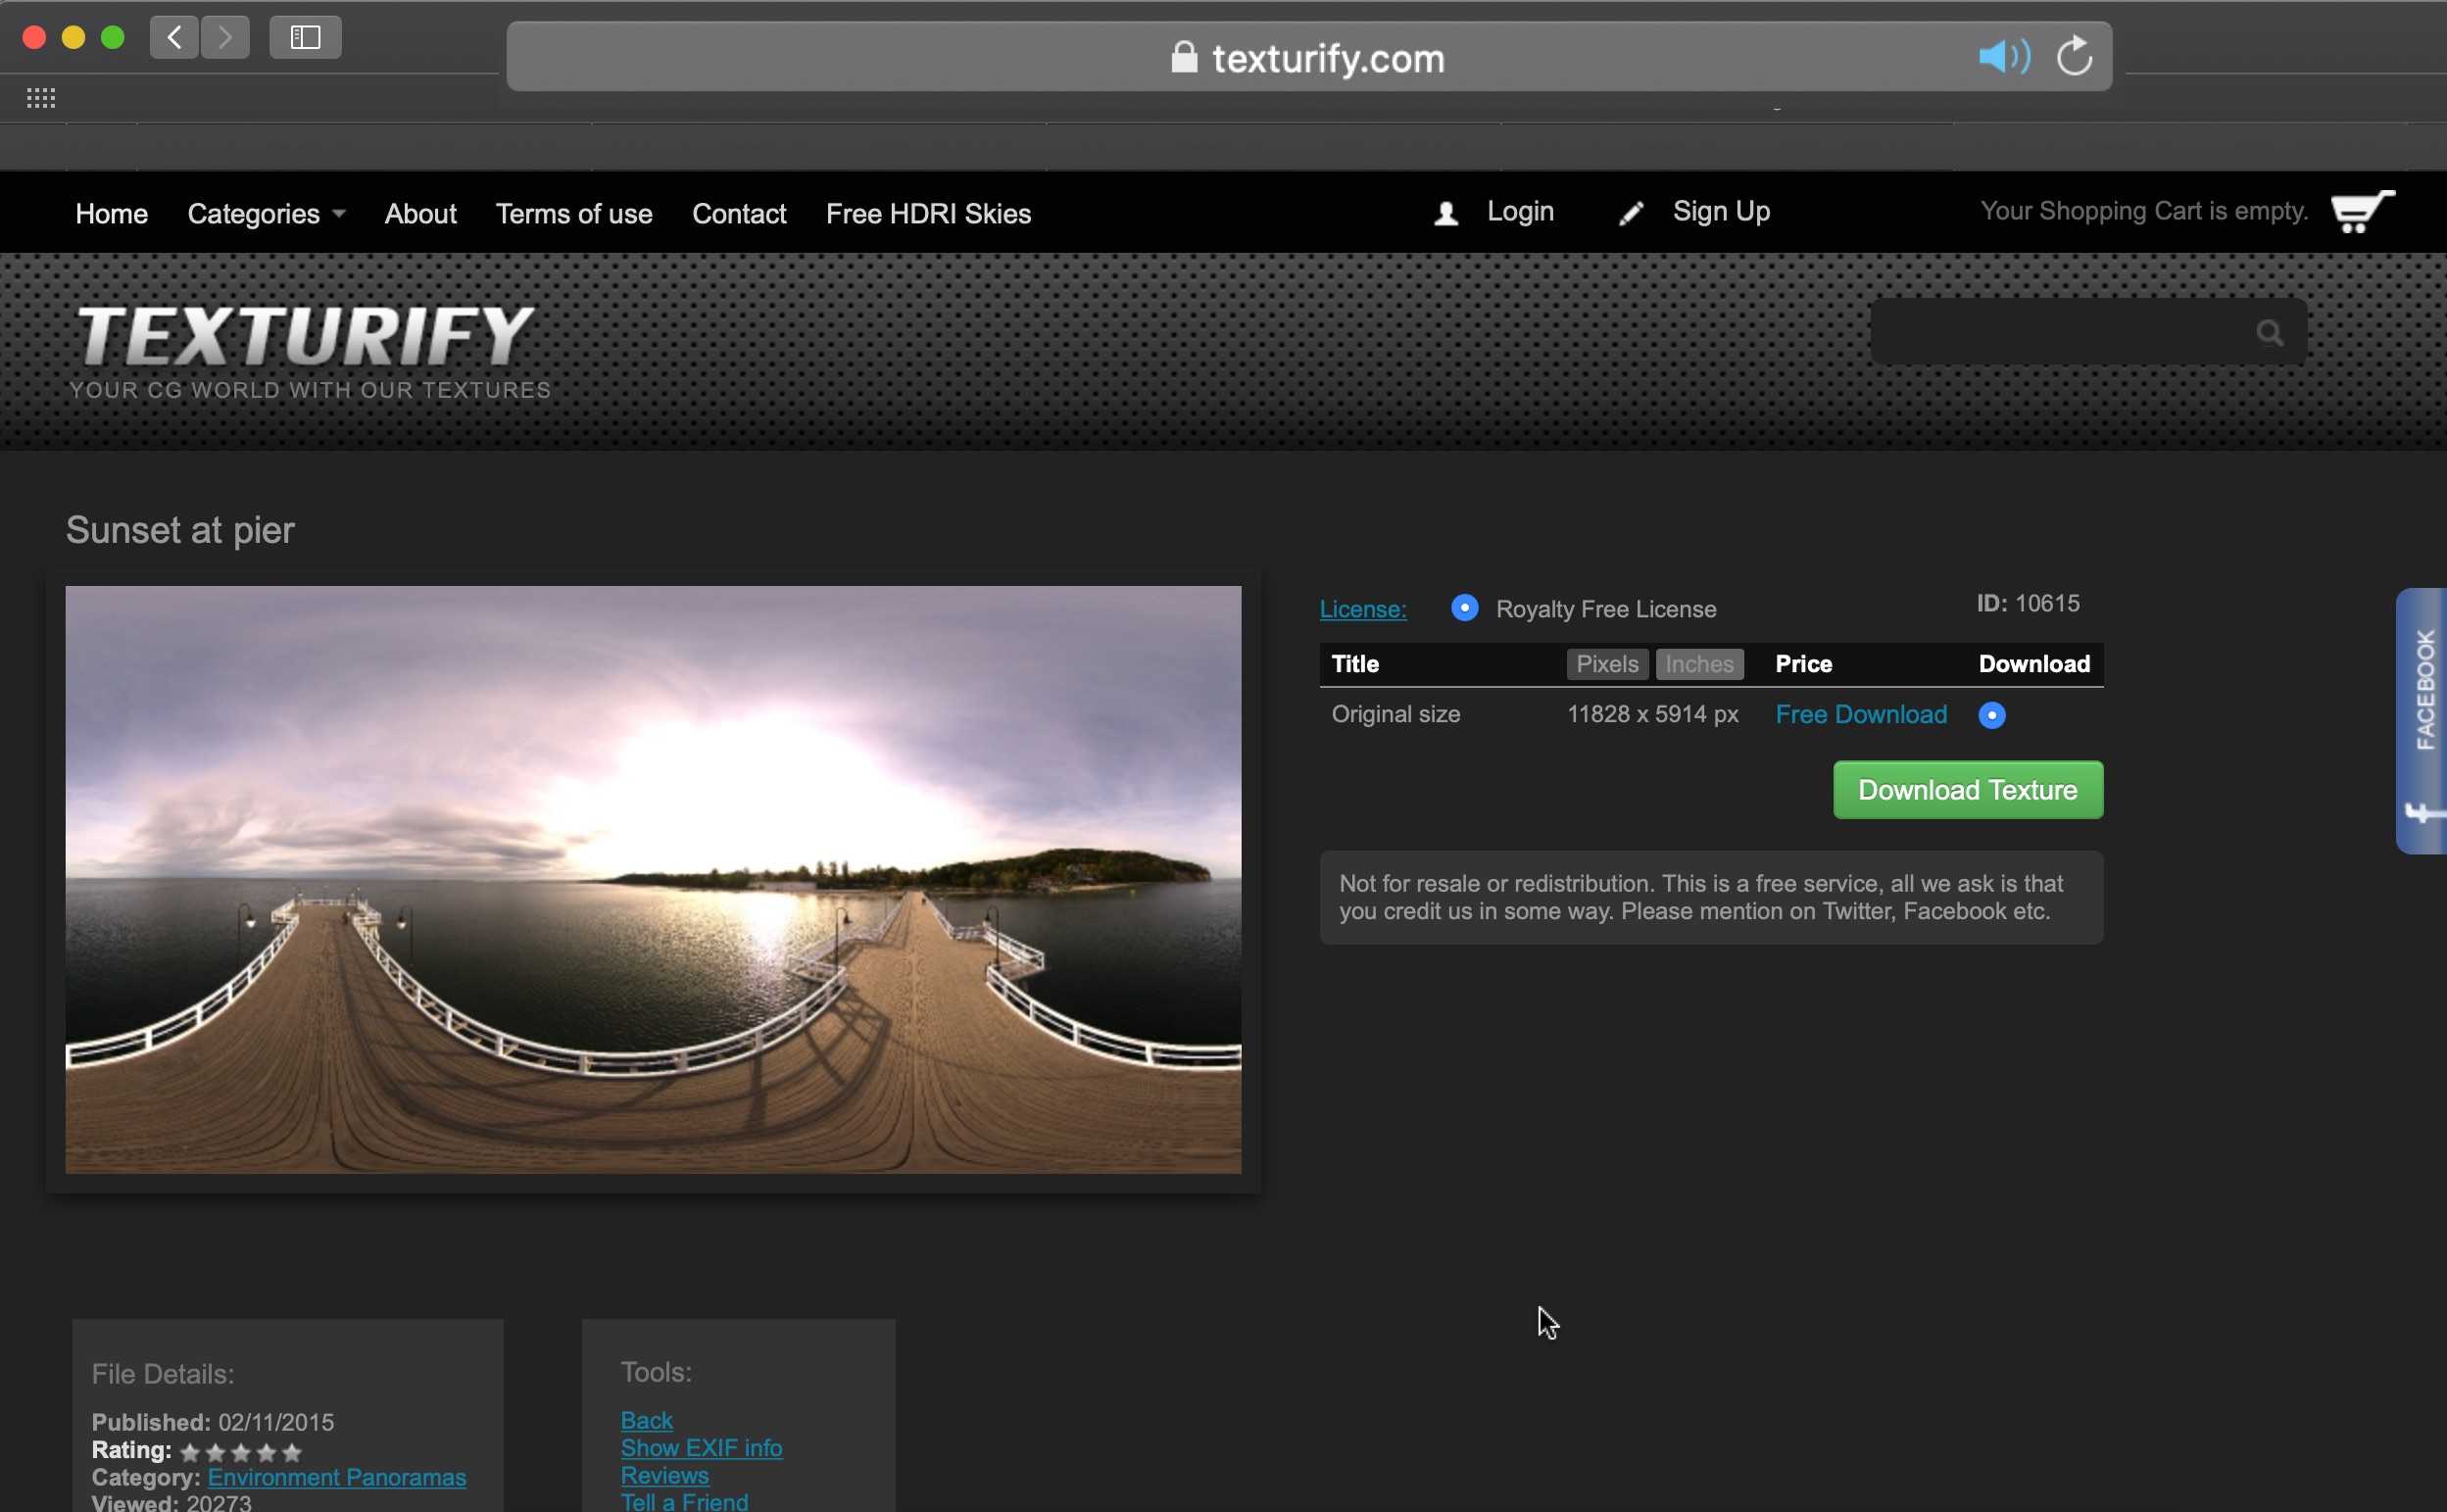 texturify.com
Home Categories About Terms of use Contact Free HDRI Skies Login Sign Up Your Shopping Cart is empty.
TEXTURIFY
YOUR CG WORLD WITH OUR TEXTURES
Sunset at pier
License: Royalty Free License ID: 10615
Title Pixels Inches Price Download
Original size 11828 x 5914 px Free Download
Download Texture
Not for resale or redistribution. This is a free service, all we ask is that
you credit us in some way. Please mention on Twitter, Facebook etc.
FACEBOOK
File Details:
Published: 02/11/2015
Rating:
Category: Environment Panoramas
Viewed: 20273
Tools:
Back
Show EXIF info
Reviews
Tell a Friend